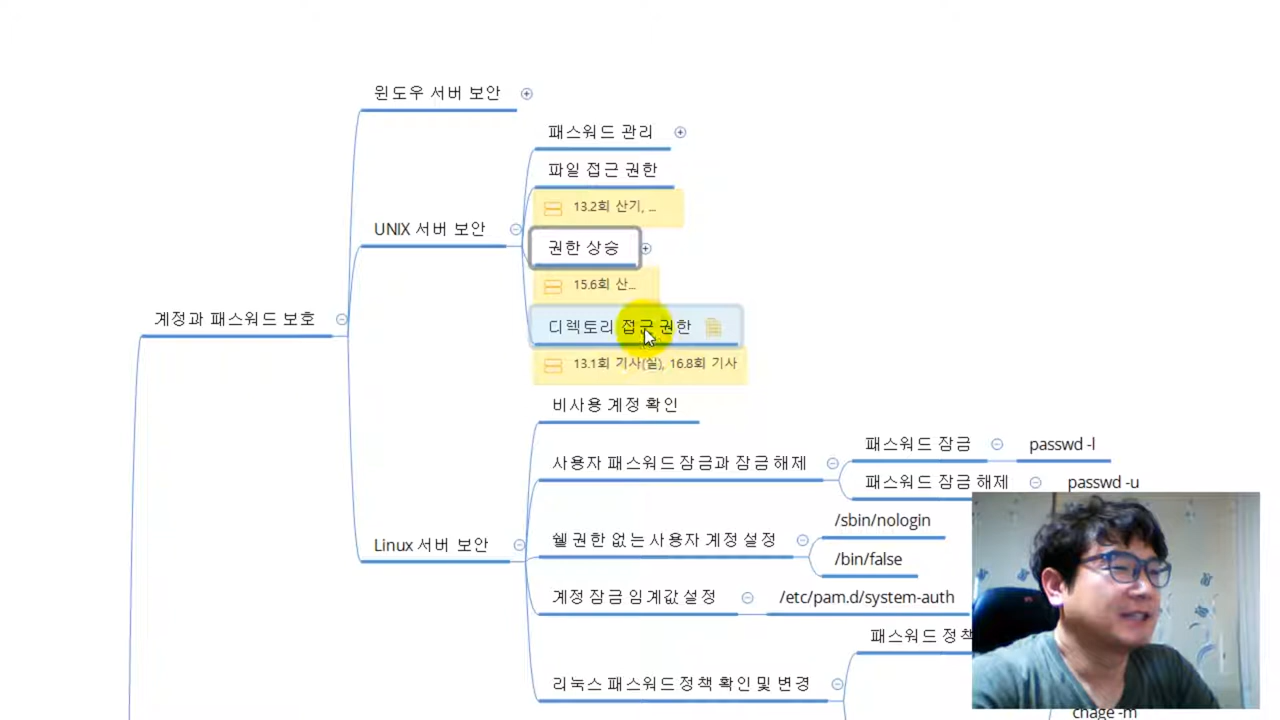 윈도우 서버 보안
패스워드 관리
파일 접근 권한
13.2회 산기, ...
UNIX 서버 보안
권한 상승
15.6회 산...
계정과 패스워드 보호
디렉토리 접근 권한
13.1회 기사(실), 16.8회 기사
비사용 계정 확인
사용자 패스워드 잠금과 잠금 해제
패스워드 잠금
passwd -l
패스워드 잠금 해제
passwd -u
Linux 서버 보안
쉘 권한 없는 사용자 계정 설정
/sbin/nologin
/bin/false
계정 잠금 임계값 설정
/etc/pam.d/system-auth
패스워드 정책
리눅스 패스워드 정책 확인 및 변경
chage -m